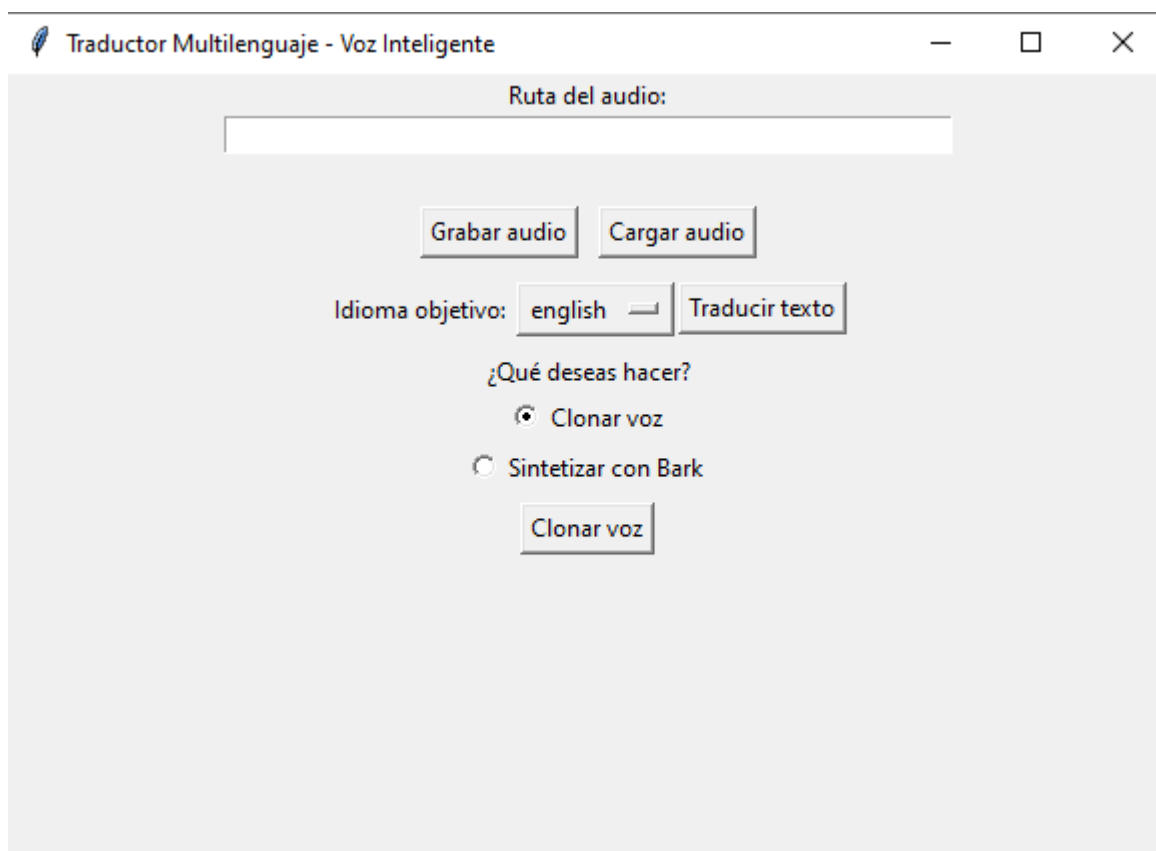 Traductor Multilenguaje - Voz Inteligente
Ruta del audio:
Grabar audio Cargar audio
Idioma objetivo: english Traducir texto
¿Qué deseas hacer?
Clonar voz
Sintetizar con Bark
Clonar voz